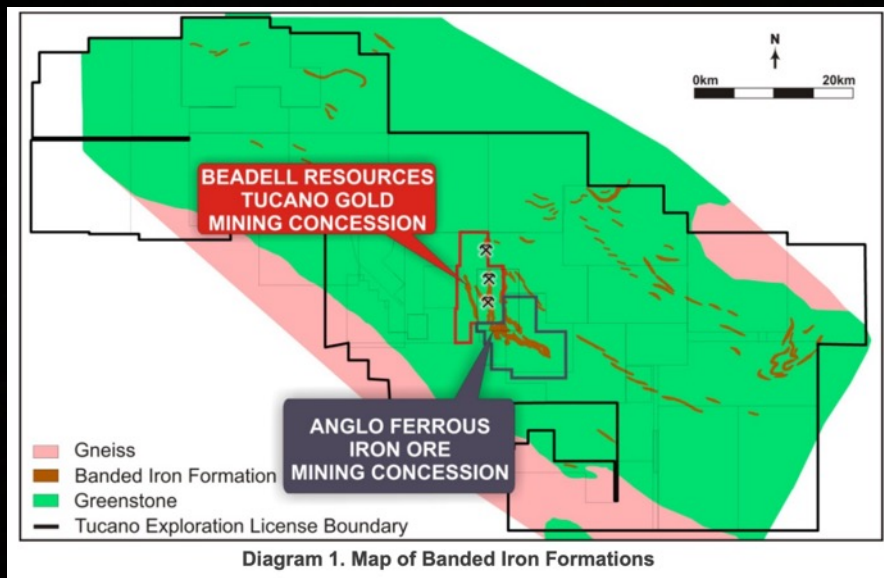 N
0km 20km
BEADELL RESOURCES
TUCANO GOLD
MINING CONCESSION
ANGLO FERROUS
IRON ORE
MINING CONCESSION
Gneiss
Banded Iron Formation
Greenstone
Tucano Exploration License Boundary
Diagram 1. Map of Banded Iron Formations